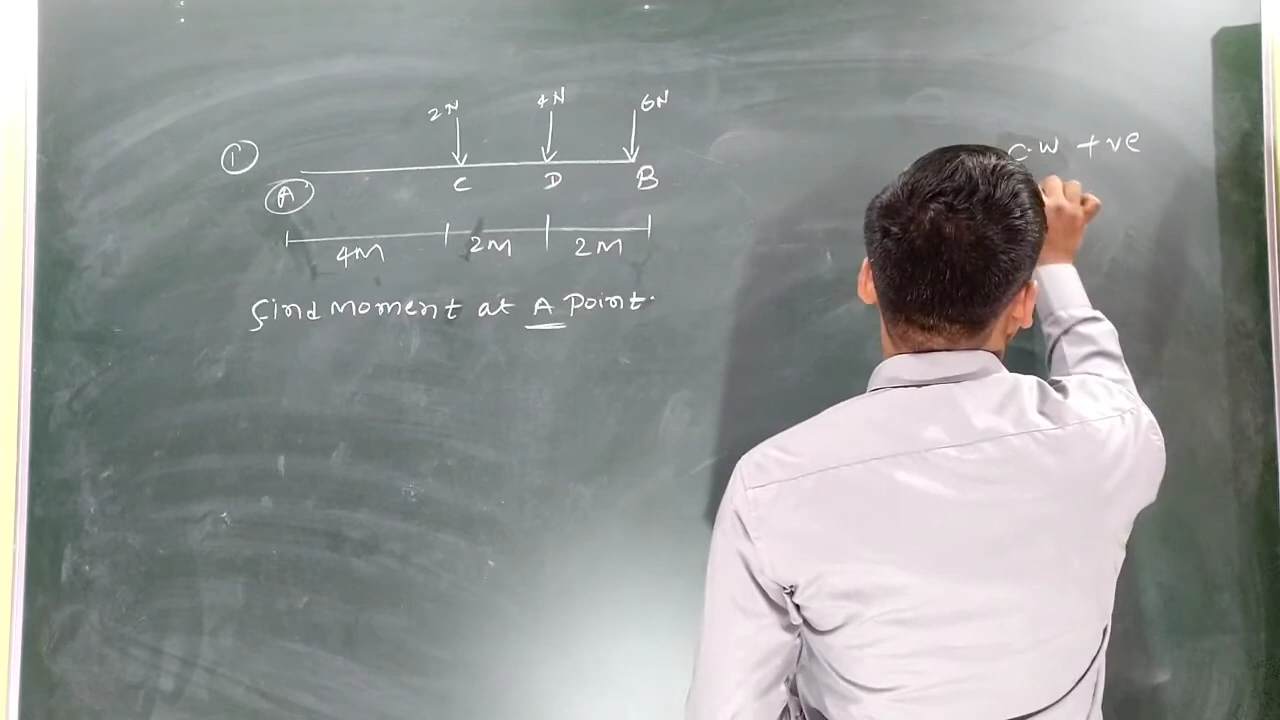 2N 4N 6N
1
A C D B
4M 2M 2M
Find Moment at A Point.
C.W +ve